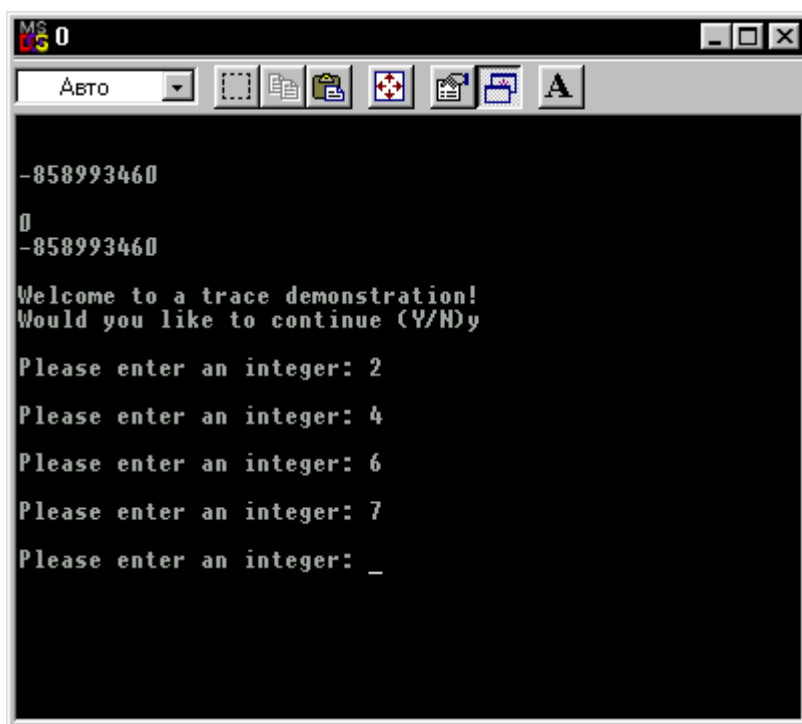 MS DOS 0
Авто
A
-858993460
0
-858993460
Welcome to a trace demonstration!
Would you like to continue (Y/N)y
Please enter an integer: 2
Please enter an integer: 4
Please enter an integer: 6
Please enter an integer: 7
Please enter an integer: _